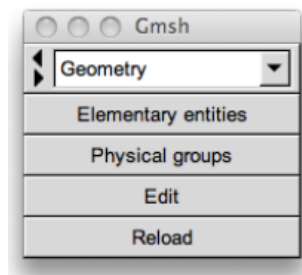 Gmsh
Geometry
Elementary entities
Physical groups
Edit
Reload